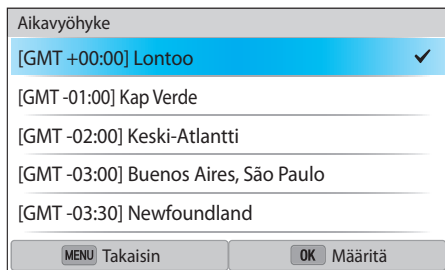 Aikavyöhyke
[GMT +00:00] Lontoo
[GMT -01:00] Kap Verde
[GMT -02:00] Keski-Atlantti
[GMT -03:00] Buenos Aires, São Paulo
[GMT -03:30] Newfoundland
MENU Takaisin OK Määritä